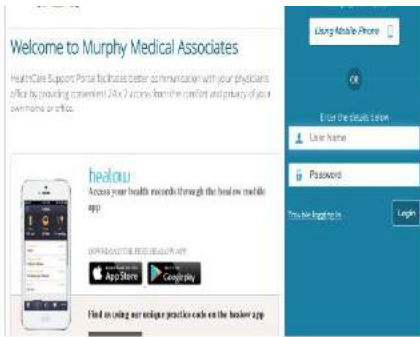 Welcome to Murphy Medical Associates
HealthCare Support Portal facilitates better communication with your physician's
office by providing convenient 24 x 7 access from the comfort and privacy of your
own home or office.
healow
Access your health records through the healow mobile
app
DOWNLOAD THE FREE HEALOW APP
App Store
Google play
Find us using our unique practice code on the healow app
Using Mobile Phone
OR
Enter the details below
User Name
Password
Trouble logging in
Login